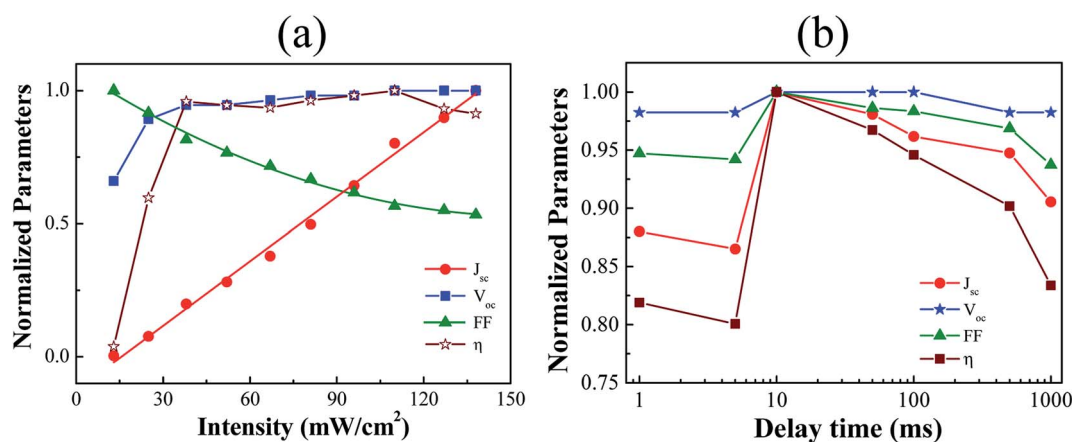 (a)
Normalized Parameters
1.0
0.5
0.0
0
30
60
90
120
150
Intensity (mW/cm²)
Jsc
Voc
FF
η
(b)
Normalized Parameters
1.00
0.95
0.90
0.85
0.80
0.75
1
10
100
1000
Delay time (ms)
Jsc
Voc
FF
η